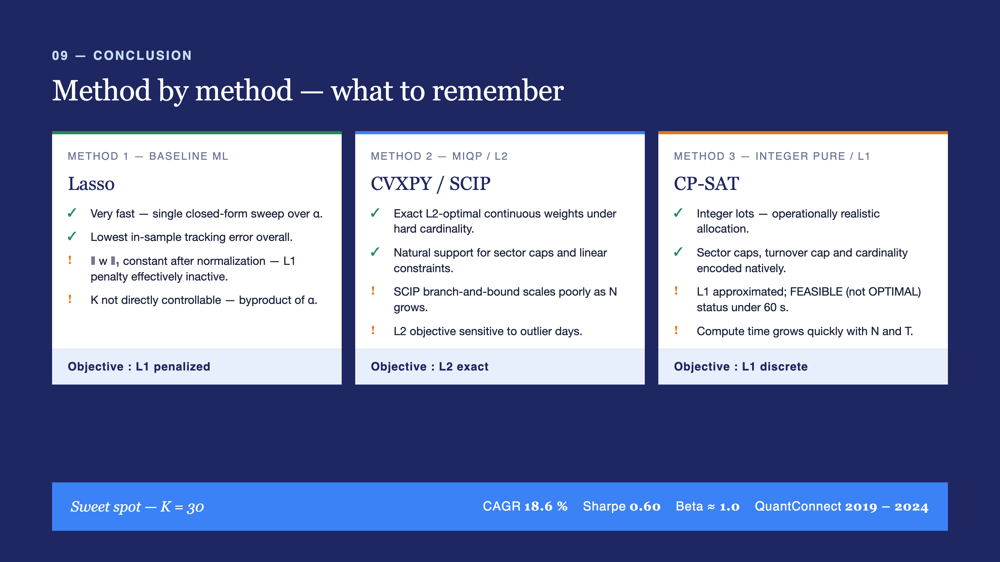 09 — CONCLUSION
Method by method — what to remember
METHOD 1 — BASELINE ML
Lasso
✓ Very fast — single closed-form sweep over α.
✓ Lowest in-sample tracking error overall.
! ‖ w ‖₁ constant after normalization — L1
penalty effectively inactive.
! K not directly controllable — byproduct of α.
Objective : L1 penalized
METHOD 2 — MIQP / L2
CVXPY / SCIP
✓ Exact L2-optimal continuous weights under
hard cardinality.
✓ Natural support for sector caps and linear
constraints.
! SCIP branch-and-bound scales poorly as N
grows.
! L2 objective sensitive to outlier days.
Objective : L2 exact
METHOD 3 — INTEGER PURE / L1
CP-SAT
✓ Integer lots — operationally realistic
allocation.
✓ Sector caps, turnover cap and cardinality
encoded natively.
! L1 approximated; FEASIBLE (not OPTIMAL)
status under 60 s.
! Compute time grows quickly with N and T.
Objective : L1 discrete
Sweet spot — K = 30
CAGR 18.6 % Sharpe 0.60 Beta ≈ 1.0 QuantConnect 2019 – 2024